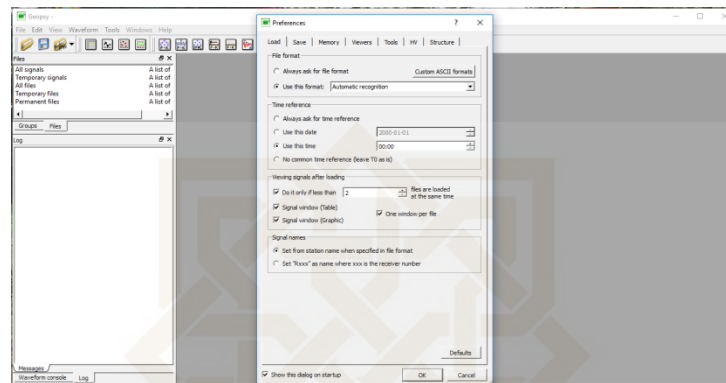 Geopsy -
File Edit View Waveform Tools Windows Help
Files
All signals A list of
Temporary signals A list of
All files A list of
Temporary files A list of
Permanent files A list of
Groups Files
Log
Messages
Waveform console Log
Preferences
Load Save Memory Viewers Tools HV Structure
File format
Always ask for file format Custom ASCII formats
Use this format: Automatic recognition
Time reference
Always ask for time reference
Use this date 2000-01-01
Use this time 00:00
No common time reference (leave T0 as is)
Viewing signals after loading
Do it only if less than 2 files are loaded
at the same time
Signal window (Table)
One window per file
Signal window (Graphic)
Signal names
Set from station name when specified in file format
Set "Rxxx" as name where xxx is the receiver number
Defaults
Show this dialog on startup OK Cancel